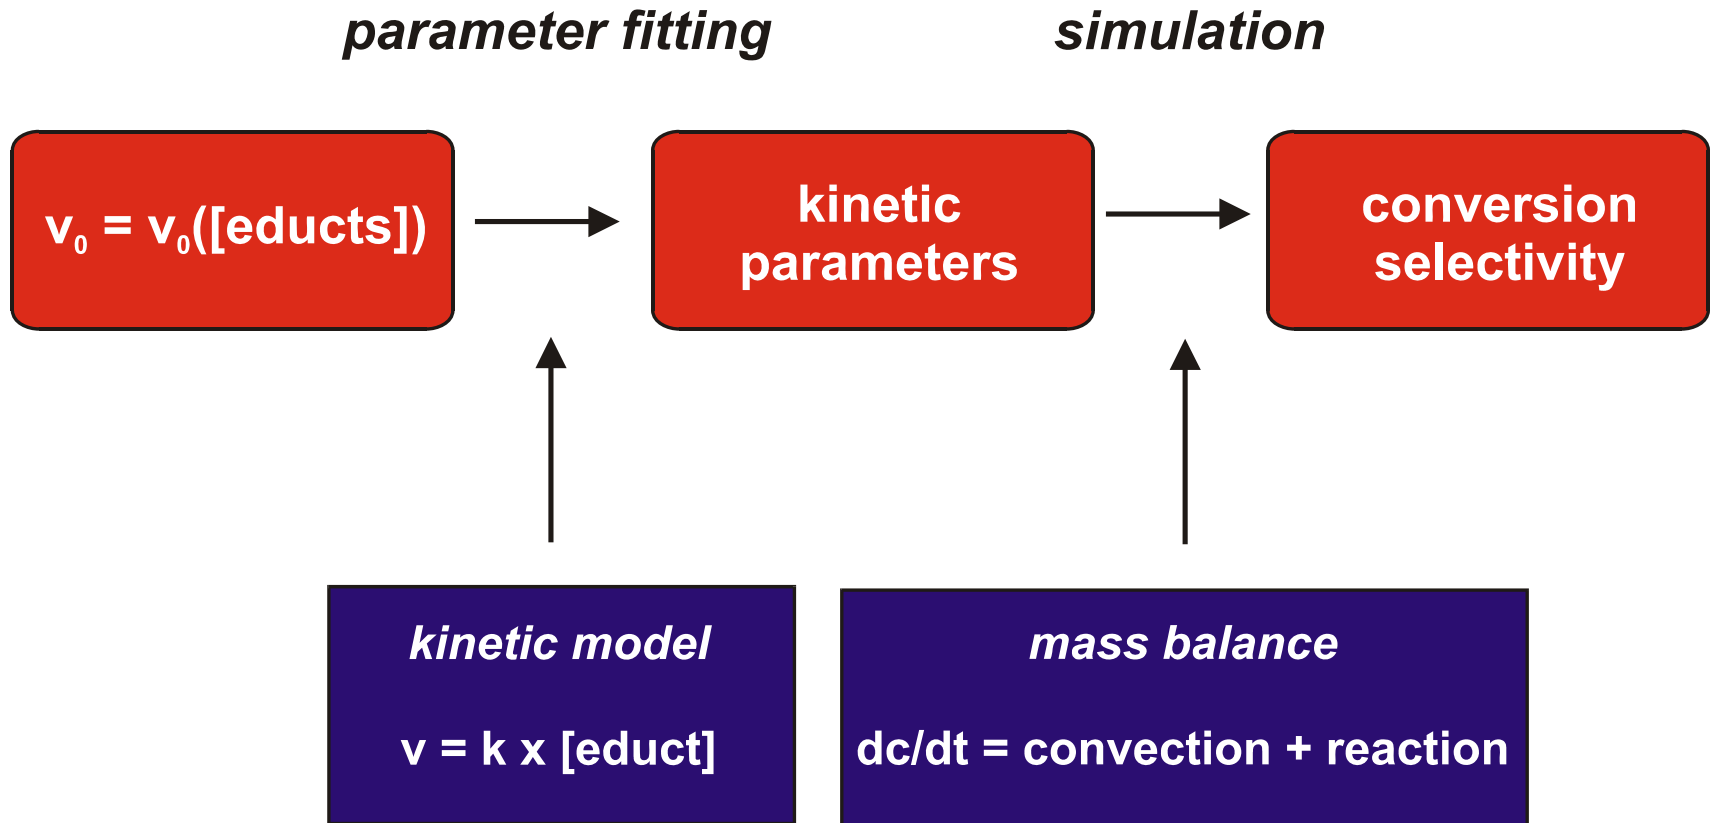 parameter fitting
simulation
v₀ = v₀([educts])
kinetic
parameters
conversion
selectivity
kinetic model
v = k x [educt]
mass balance
dc/dt = convection + reaction